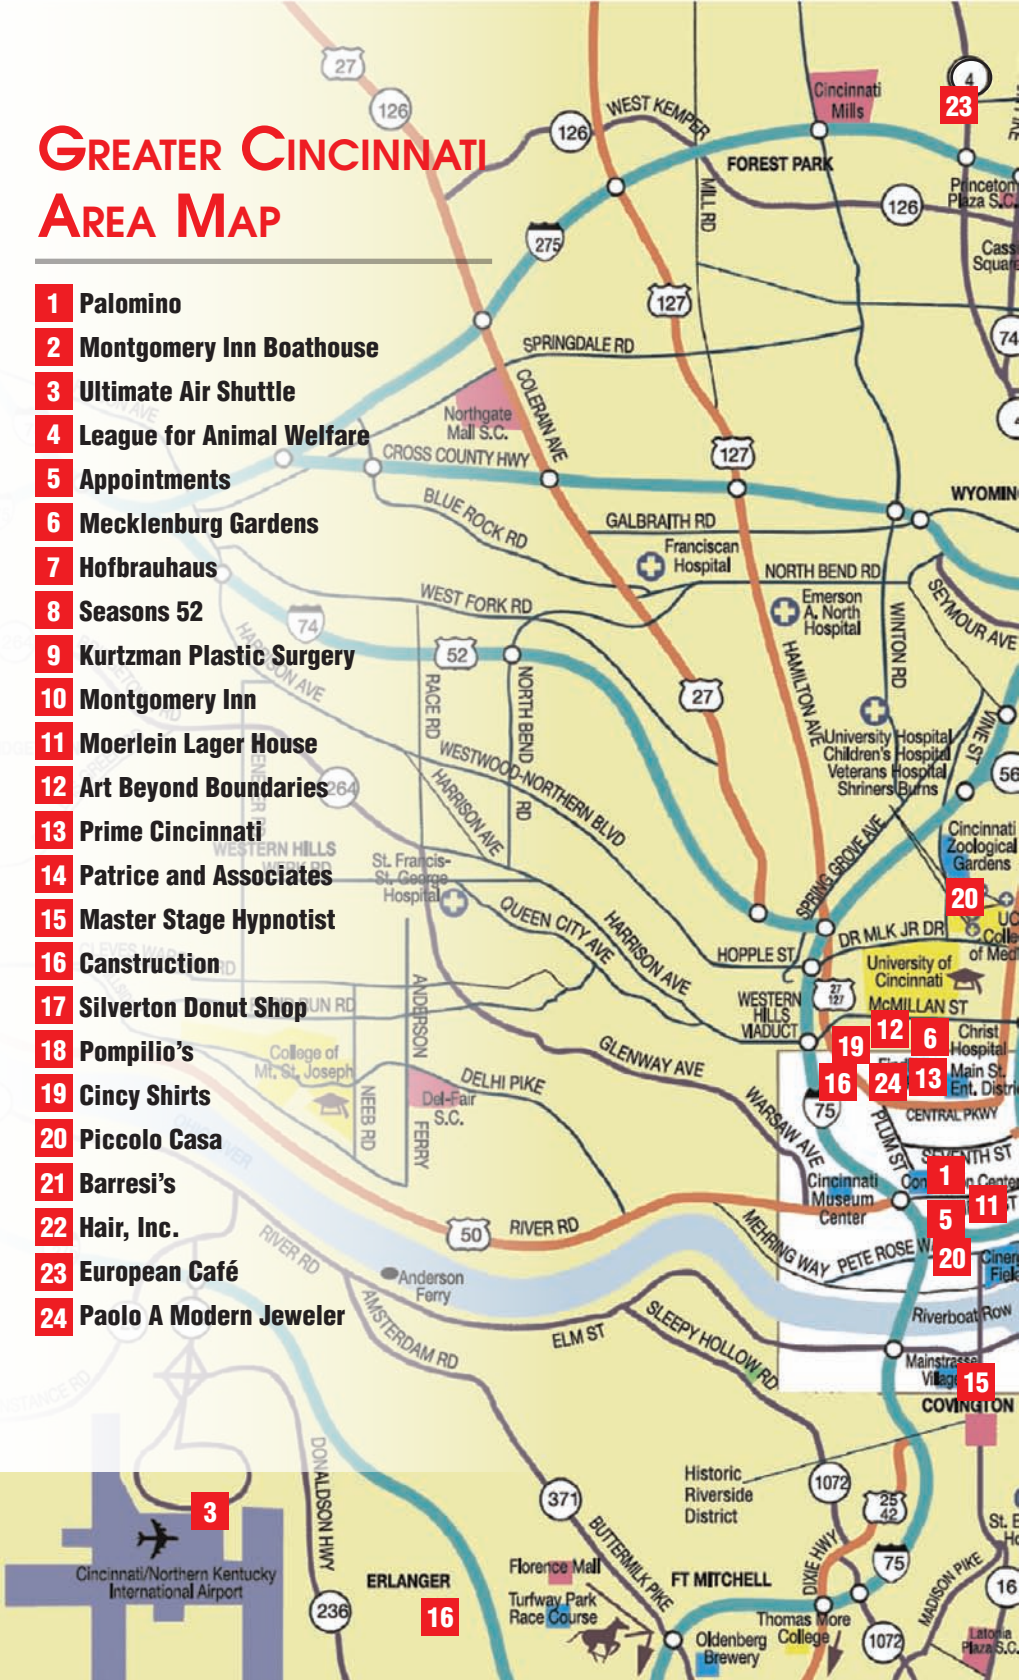 GREATER CINCINNATI
AREA MAP
1 Palomino
2 Montgomery Inn Boathouse
3 Ultimate Air Shuttle
4 League for Animal Welfare
5 Appointments
6 Mecklenburg Gardens
7 Hofbrauhaus
8 Seasons 52
9 Kurtzman Plastic Surgery
10 Montgomery Inn
11 Moerlein Lager House
12 Art Beyond Boundaries
13 Prime Cincinnati
14 Patrice and Associates
15 Master Stage Hypnotist
16 Canstruction
17 Silverton Donut Shop
18 Pompilio's
19 Cincy Shirts
20 Piccolo Casa
21 Barresi's
22 Hair, Inc.
23 European Café
24 Paolo A Modern Jeweler
27
126
126
WEST KEMPER
Cincinnati
Mills
4
23
FOREST PARK
MILL RD
126
Princeton
Plaza S.C.
275
127
74
SPRINGDALE RD
COLERAIN AVE
Northgate
Mall S.C.
CROSS COUNTY HWY
127
BLUE ROCK RD
GALBRAITH RD
Franciscan
Hospital
NORTH BEND RD
SEYMOUR AVE
WEST FORK RD
Emerson
A. North
Hospital
WINTON RD
HAMILTON AVE
74
52
HARRISON AVE
RACE RD
NORTH BEND RD
27
University Hospital
Children's Hospital
Veterans Hospital
Shriners Burns
VINE ST
56
WESTWOOD-NORTHERN BLVD
HARRISON AVE
264
WESTERN HILLS
WERK RD
St. Francis-
St. George
Hospital
SPRING GROVE AVE
Cincinnati
Zoological
Gardens
20
QUEEN CITY AVE
HARRISON AVE
HOPPLE ST
DR MLK JR DR
University of
Cincinnati
27
127
WESTERN
HILLS
VIADUCT
McMILLAN ST
ANDERSON FERRY
19
12
6
Christ
Hospital
College of
Mt. St. Joseph
GLENWAY AVE
16
24
13
Main St.
75
CENTRAL PKWY
DELHI PIKE
Del-Fair
S.C.
NEEB RD
WARSAW AVE
PLUM ST
SEVENTH ST
Cincinnati
Museum
Center
1
11
5
20
50
RIVER RD
MEHRING WAY
RIVER RD
Anderson
Ferry
Riverboat Row
AMSTERDAM RD
ELM ST
SLEEPY HOLLOW RD
Mainstrasse
15
COVINGTON
DONALDSON HWY
3
Cincinnati/Northern Kentucky
International Airport
371
Historic
Riverside
District
1072
25
42
BUTTERMILK PIKE
DIXIE HWY
75
MADISON PIKE
16
Florence Mall
ERLANGER
FT MITCHELL
236
16
Turfway Park
Race Course
Oldenberg
Brewery
Thomas More
College
1072
Latonia
Plaza S.C.